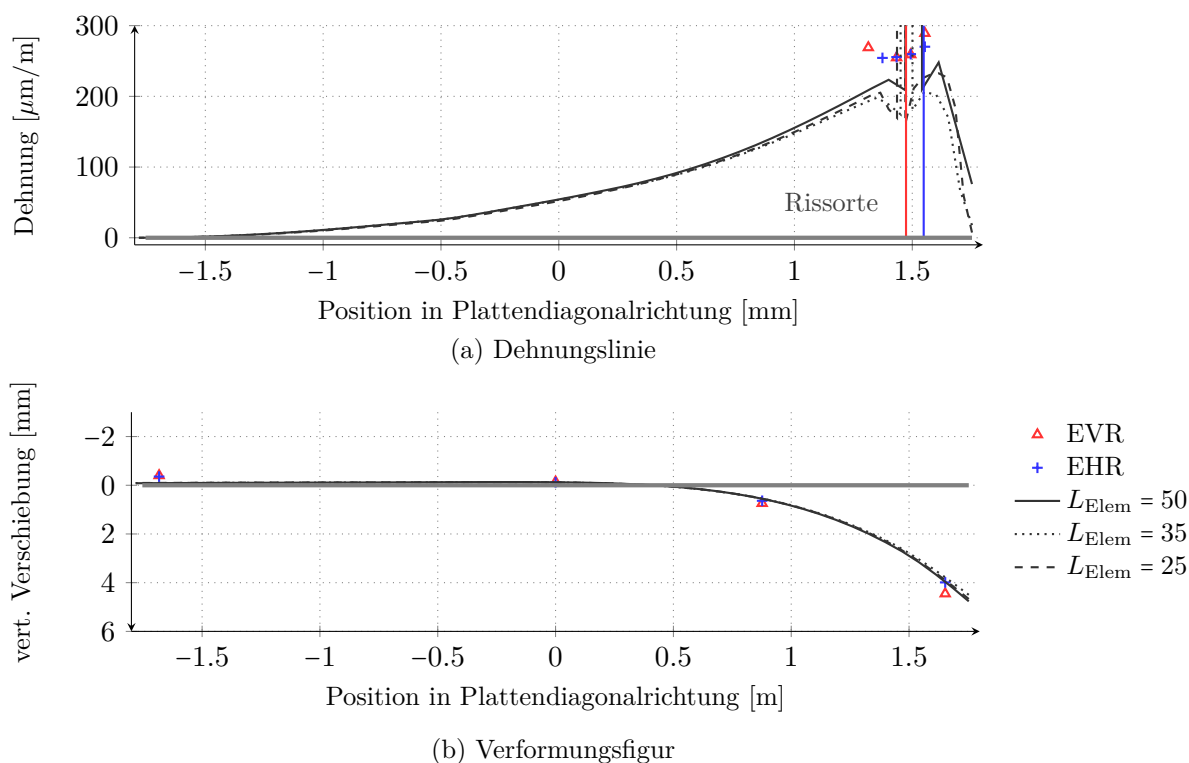 300
200
100
0
Dehnung [μm/m]
Rissorte
−1.5 −1 −0.5 0 0.5 1 1.5
Position in Plattendiagonalrichtung [mm]
(a) Dehnungslinie
−2
0
2
4
6
vert. Verschiebung [mm]
−1.5 −1 −0.5 0 0.5 1 1.5
Position in Plattendiagonalrichtung [m]
EVR
EHR
L_Elem = 50
L_Elem = 35
L_Elem = 25
(b) Verformungsfigur